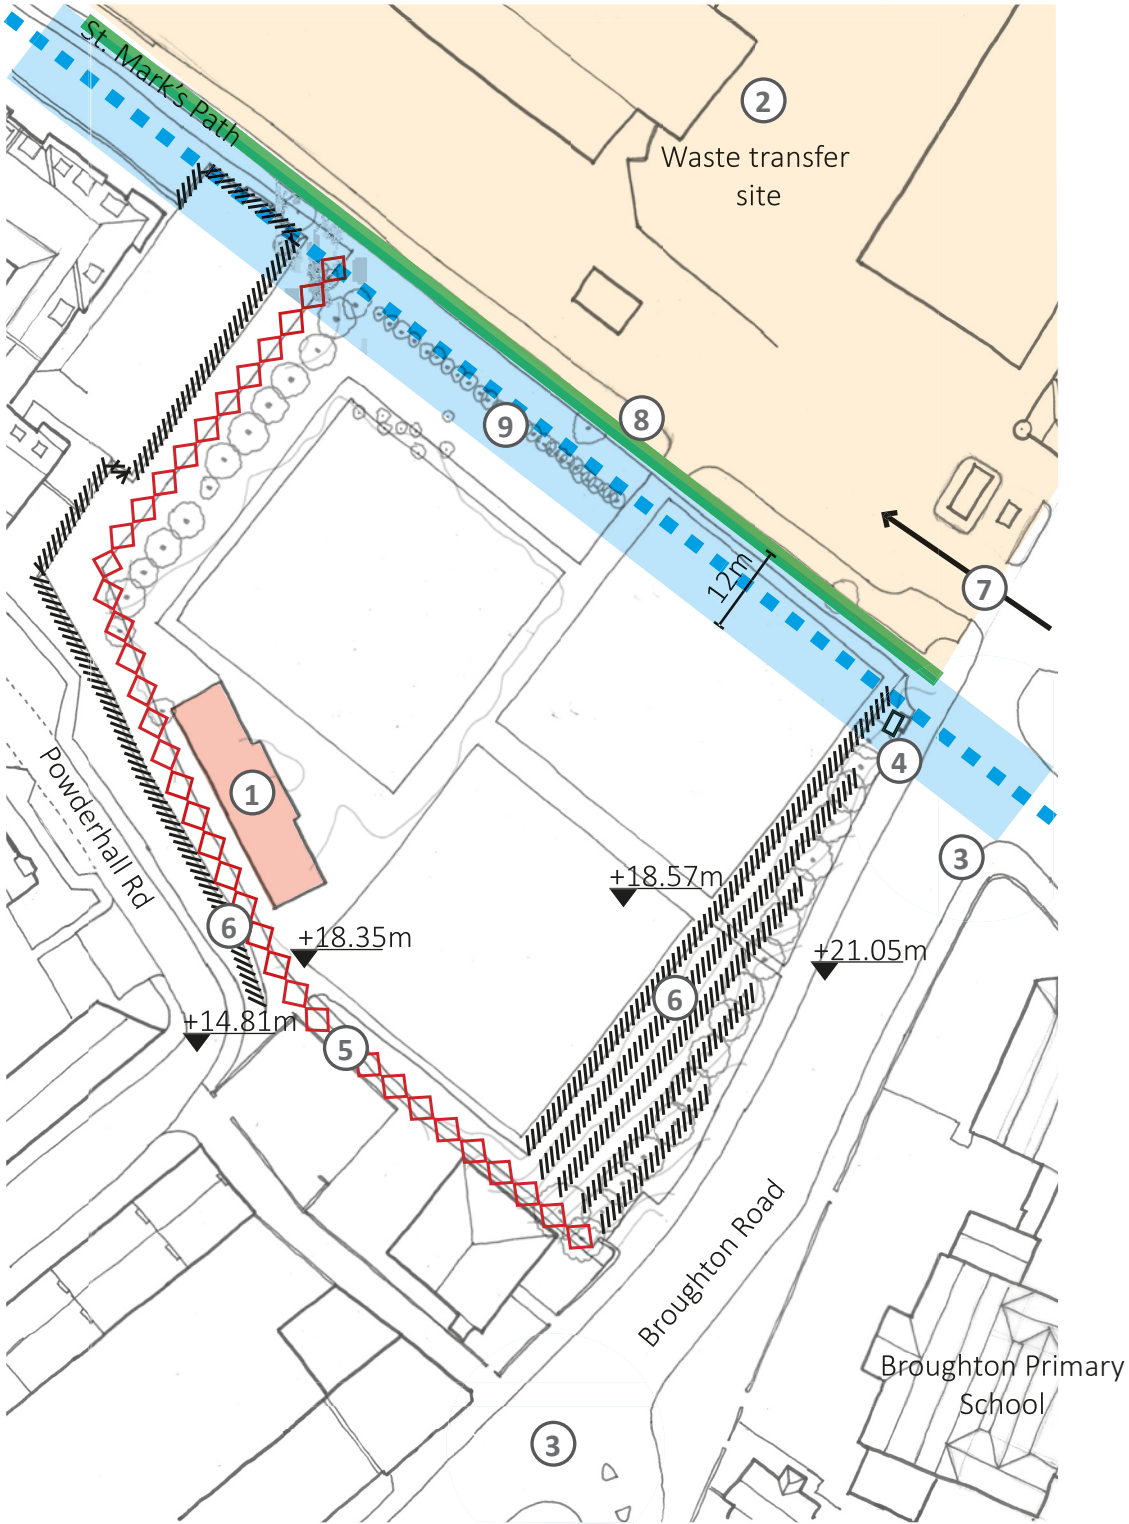 St. Mark's Path
2
Waste transfer
site
8
9
7
12m
4
1
Powderhall Rd
3
+18.57m
6
+18.35m
+21.05m
6
+14.81m
5
Broughton Road
Broughton Primary
School
3